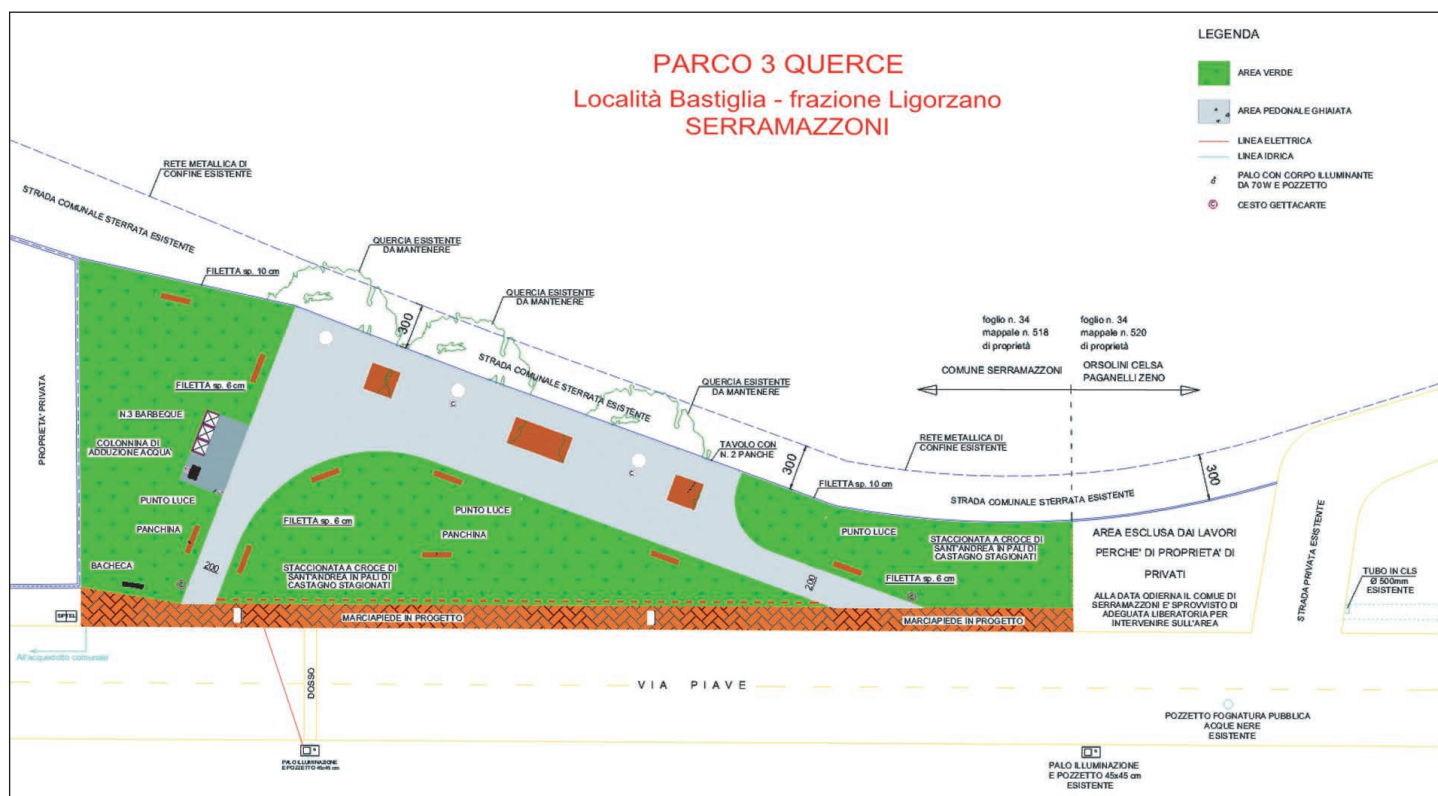 PARCO 3 QUERCE
Località Bastiglia - frazione Ligorzano
SERRAMAZZONI
LEGENDA
AREA VERDE
AREA PEDONALE GHIAIATA
LINEA ELETTRICA
LINEA IDRICA
PALO CON CORPO ILLUMINANTE
DA 70W E POZZETTO
CESTO GETTACARTE
RETE METALLICA DI
CONFINE ESISTENTE
STRADA COMUNALE STERRATA ESISTENTE
QUERCIA ESISTENTE
DA MANTENERE
FILETTA sp. 10 cm
QUERCIA ESISTENTE
DA MANTENERE
300
STRADA COMUNALE STERRATA ESISTENTE
QUERCIA ESISTENTE
DA MANTENERE
foglio n. 34
mappale n. 518
di proprietà
COMUNE SERRAMAZZONI
foglio n. 34
mappale n. 520
di proprietà
ORSOLINI CELSA
PAGANELLI ZENO
PROPRIETA' PRIVATA
FILETTA sp. 6 cm
N.3 BARBEQUE
COLONNINA DI
ADDUZIONE ACQUA
PUNTO LUCE
PANCHINA
BACHECA
200
FILETTA sp. 6 cm
STACCIONATA A CROCE DI
SANT'ANDREA IN PALI DI
CASTAGNO STAGIONATI
PUNTO LUCE
PANCHINA
TAVOLO CON
N. 2 PANCHE
300
RETE METALLICA DI
CONFINE ESISTENTE
FILETTA sp. 10 cm
STRADA COMUNALE STERRATA ESISTENTE
300
PUNTO LUCE
STACCIONATA A CROCE DI
SANT'ANDREA IN PALI DI
CASTAGNO STAGIONATI
FILETTA sp. 6 cm
200
AREA ESCLUSA DAI LAVORI
PERCHE' DI PROPRIETA' DI
PRIVATI
ALLA DATA ODIERNA IL COMUE DI
SERRAMAZZONI E' SPROVVISTO DI
ADEGUATA LIBERATORIA PER
INTERVENIRE SULL'AREA
STRADA PRIVATA ESISTENTE
TUBO IN CLS
Ø 500mm
ESISTENTE
MARCIAPIEDE IN PROGETTO
MARCIAPIEDE IN PROGETTO
All'acquedotto comunale
DOSSO
VIA PIAVE
POZZETTO FOGNATURA PUBBLICA
ACQUE NERE
ESISTENTE
PALO ILLUMINAZIONE
E POZZETTO 45x45 cm
PALO ILLUMINAZIONE
E POZZETTO 45x45 cm
ESISTENTE